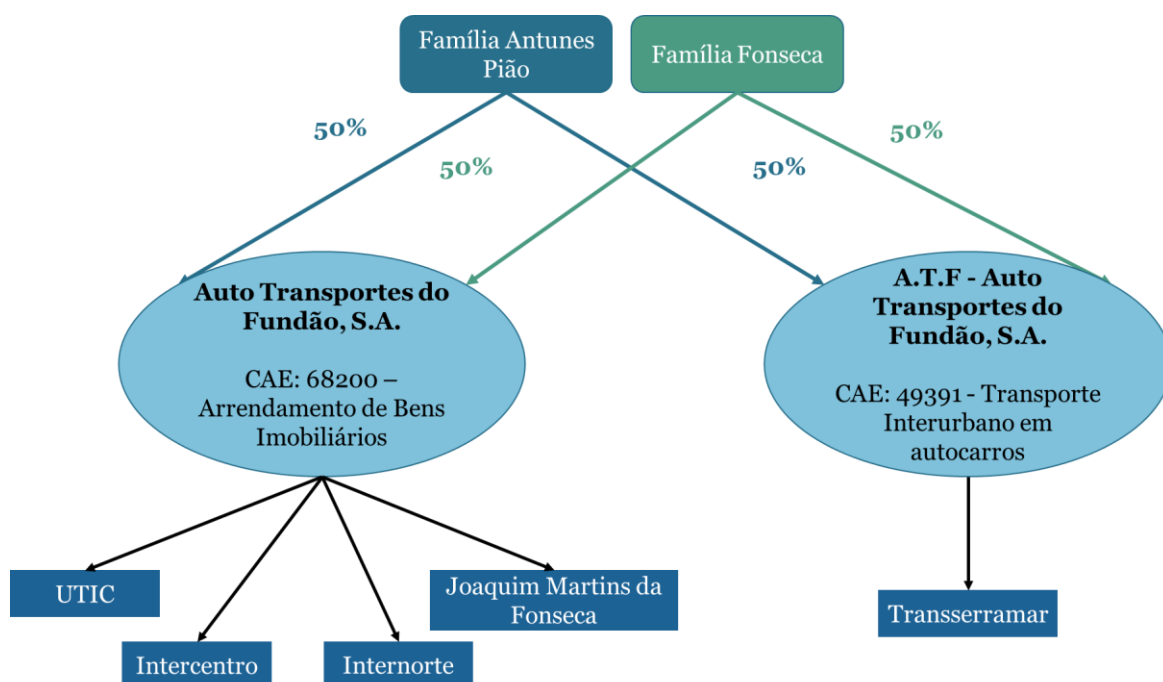 Família Antunes
Pião
Família Fonseca
50%
50%
50%
50%
Auto Transportes do
Fundão, S.A.
CAE: 68200 –
Arrendamento de Bens
Imobiliários
A.T.F - Auto
Transportes do
Fundão, S.A.
CAE: 49391 - Transporte
Interurbano em
autocarros
UTIC
Intercentro
Internorte
Joaquim Martins da
Fonseca
Transserramar